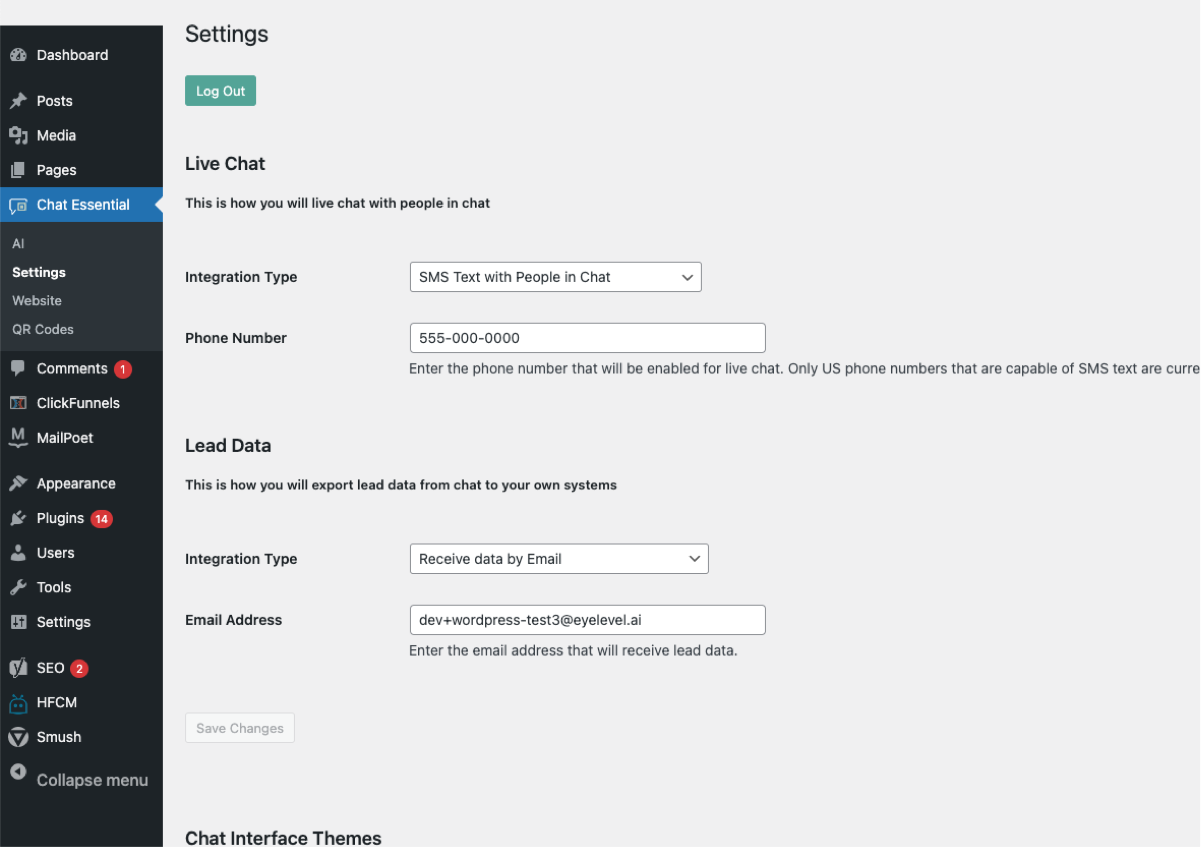 Settings
Log Out
Dashboard
Posts
Media
Pages
Chat Essential
AI
Settings
Website
QR Codes
Comments 1
ClickFunnels
MailPoet
Appearance
Plugins 14
Users
Tools
Settings
SEO 2
HFCM
Smush
Collapse menu
Live Chat
This is how you will live chat with people in chat
Integration Type SMS Text with People in Chat
Phone Number 555-000-0000
Enter the phone number that will be enabled for live chat. Only US phone numbers that are capable of SMS text are curre
Lead Data
This is how you will export lead data from chat to your own systems
Integration Type Receive data by Email
Email Address dev+wordpress-test3@eyelevel.ai
Enter the email address that will receive lead data.
Save Changes
Chat Interface Themes